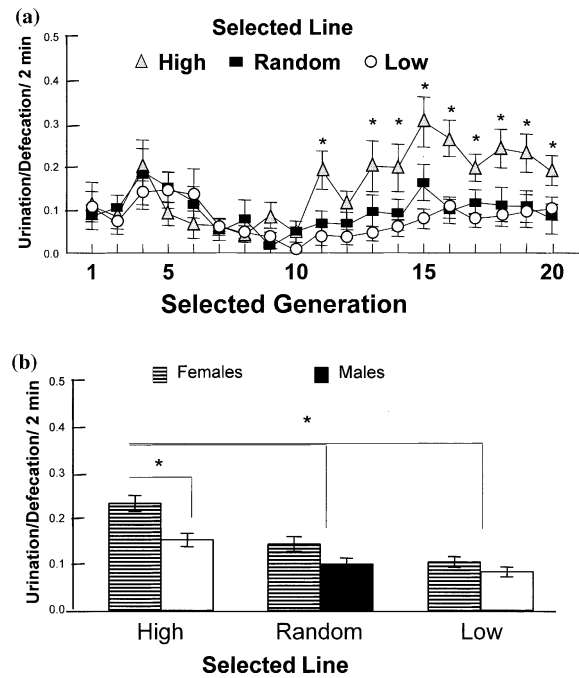 (a)
Selected Line
High Random Low
Urination/Defecation/ 2 min
0.5
0.4
0.3
0.2
0.1
0.0
* * * * * * * * *
1 5 10 15 20
Selected Generation
(b)
Females Males
Urination/Defecation/ 2 min
0.5
0.4
0.3
0.2
0.1
0.0
*
*
High Random Low
Selected Line